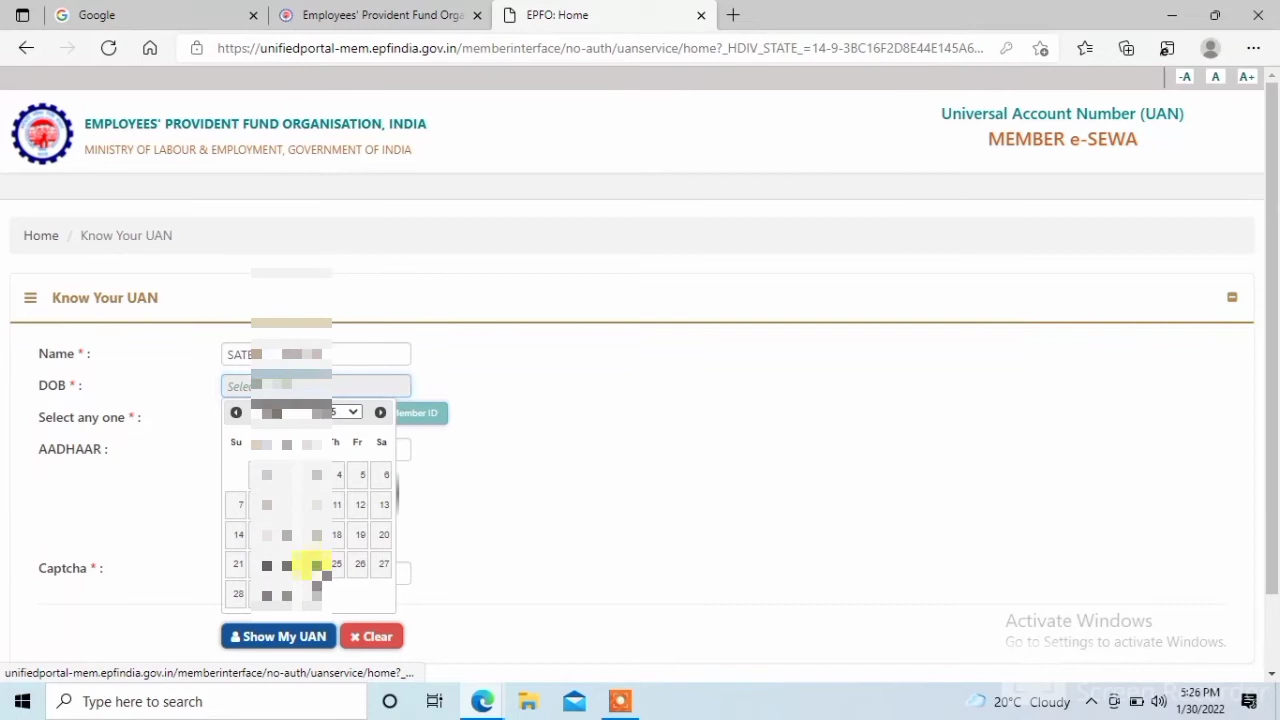 Google
Employees' Provident Fund Orga
EPFO: Home
https://unifiedportal-mem.epfindia.gov.in/memberinterface/no-auth/uanservice/home?_HDIV_STATE_=14-9-3BC16F2D8E44E145A6...
-A A A+
EMPLOYEES' PROVIDENT FUND ORGANISATION, INDIA
MINISTRY OF LABOUR & EMPLOYMENT, GOVERNMENT OF INDIA
Universal Account Number (UAN)
MEMBER e-SEWA
Home / Know Your UAN
Know Your UAN
Name * :
DOB * :
Select any one * :
Member ID
AADHAAR :
Su Th Fr Sa
4 5 6
7 11 12 13
14 18 19 20
21 25 26 27
28
Captcha * :
Show My UAN Clear
Activate Windows
Go to Settings to activate Windows.
unifiedportal-mem.epfindia.gov.in/memberinterface/no-auth/uanservice/home?_...
Type here to search
20°C Cloudy
5:26 PM
1/30/2022